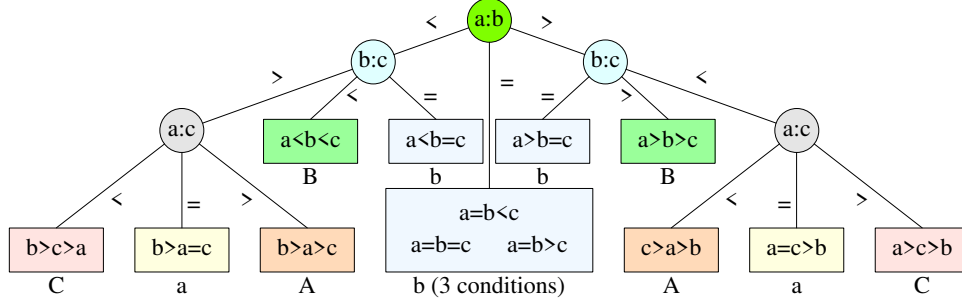 < a:b >
b:c = b:c
> < = = > <
a:c a<b<c a<b=c a>b=c a>b>c a:c
B b b B
< = > a=b<c < = >
a=b=c a=b>c
b>c>a b>a=c b>a>c c>a>b a=c>b a>c>b
C a A b (3 conditions) A a C